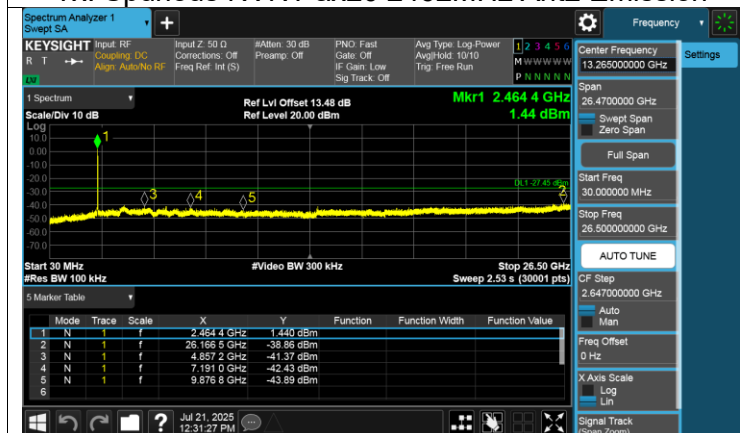 Spectrum Analyzer 1
Swept SA
Frequency
KEYSIGHT
R T
LXI
Input: RF
Coupling: DC
Align: Auto/No RF
Input Z: 50 Ω
Corrections: Off
Freq Ref: Int (S)
#Atten: 30 dB
Preamp: Off
PNO: Fast
Gate: Off
IF Gain: Low
Sig Track: Off
Avg Type: Log-Power
Avg|Hold: 10/10
Trig: Free Run
1 2 3 4 5 6
M W W W W W
P N N N N N
1 Spectrum
Scale/Div 10 dB
Ref Lvl Offset 13.48 dB
Ref Level 20.00 dBm
Mkr1 2.464 4 GHz
1.44 dBm
Log
10.0
0.00
-10.0
-20.0
-30.0
-40.0
-50.0
-60.0
-70.0
1
2
3
4
5
DL1 -27.45 dBm
Start 30 MHz
#Res BW 100 kHz
#Video BW 300 kHz
Stop 26.50 GHz
Sweep 2.53 s (30001 pts)
5 Marker Table
Mode Trace Scale X Y Function Function Width Function Value
1 N 1 f 2.464 4 GHz 1.440 dBm
2 N 1 f 26.166 5 GHz -38.86 dBm
3 N 1 f 4.857 2 GHz -41.37 dBm
4 N 1 f 7.191 0 GHz -42.43 dBm
5 N 1 f 9.876 8 GHz -43.89 dBm
6
Jul 21, 2025
12:31:27 PM
Center Frequency
13.265000000 GHz
Settings
Span
26.4700000 GHz
Swept Span
Zero Span
Full Span
Start Freq
30.000000 MHz
Stop Freq
26.500000000 GHz
AUTO TUNE
CF Step
2.647000000 GHz
Auto
Man
Freq Offset
0 Hz
X Axis Scale
Log
Lin
Signal Track
(Span Zoom)